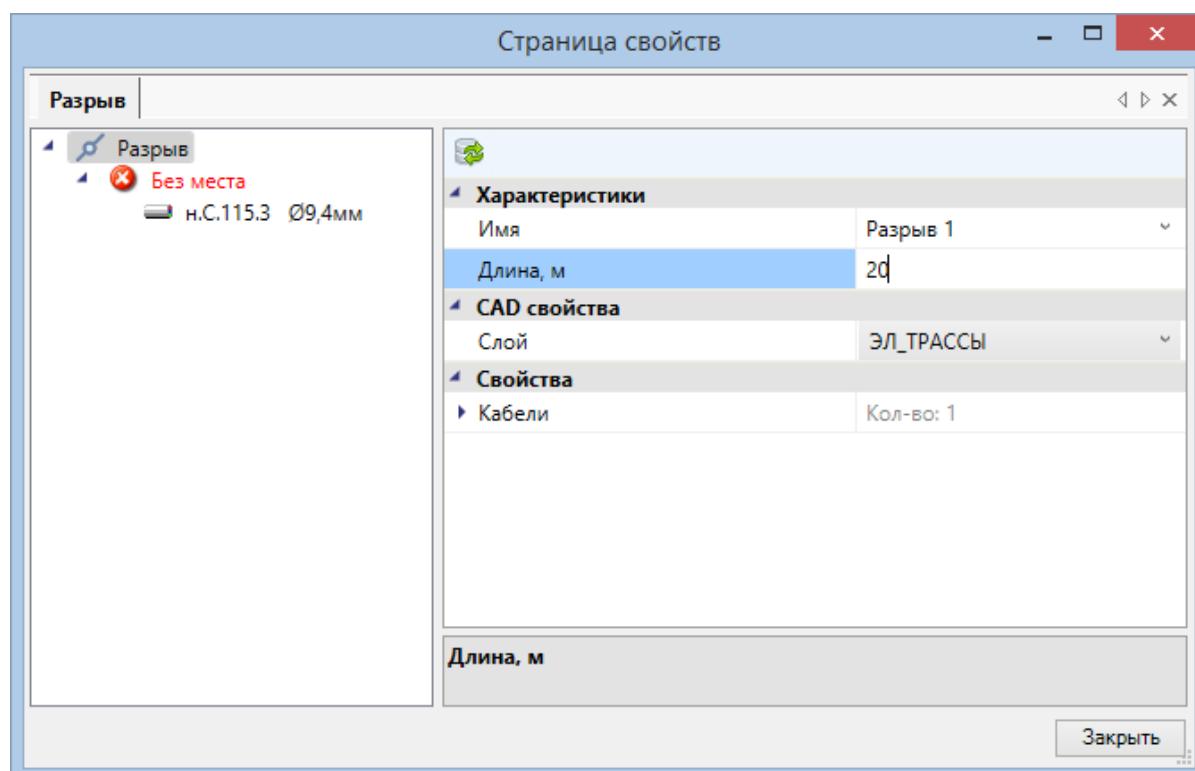 Страница свойств
Разрыв
Разрыв
Без места
н.С.115.3 Ø9,4мм
Характеристики
Имя Разрыв 1
Длина, м 20
CAD свойства
Слой ЭЛ_ТРАССЫ
Свойства
Кабели Кол-во: 1
Длина, м
Закрыть